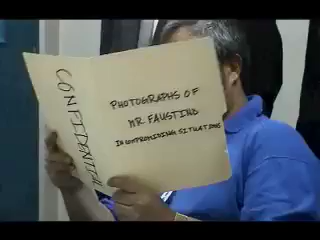 CONFIDENTIAL
PHOTOGRAPHS OF
MR FAUSTINO
IN COMPROMISING SITUATIONS